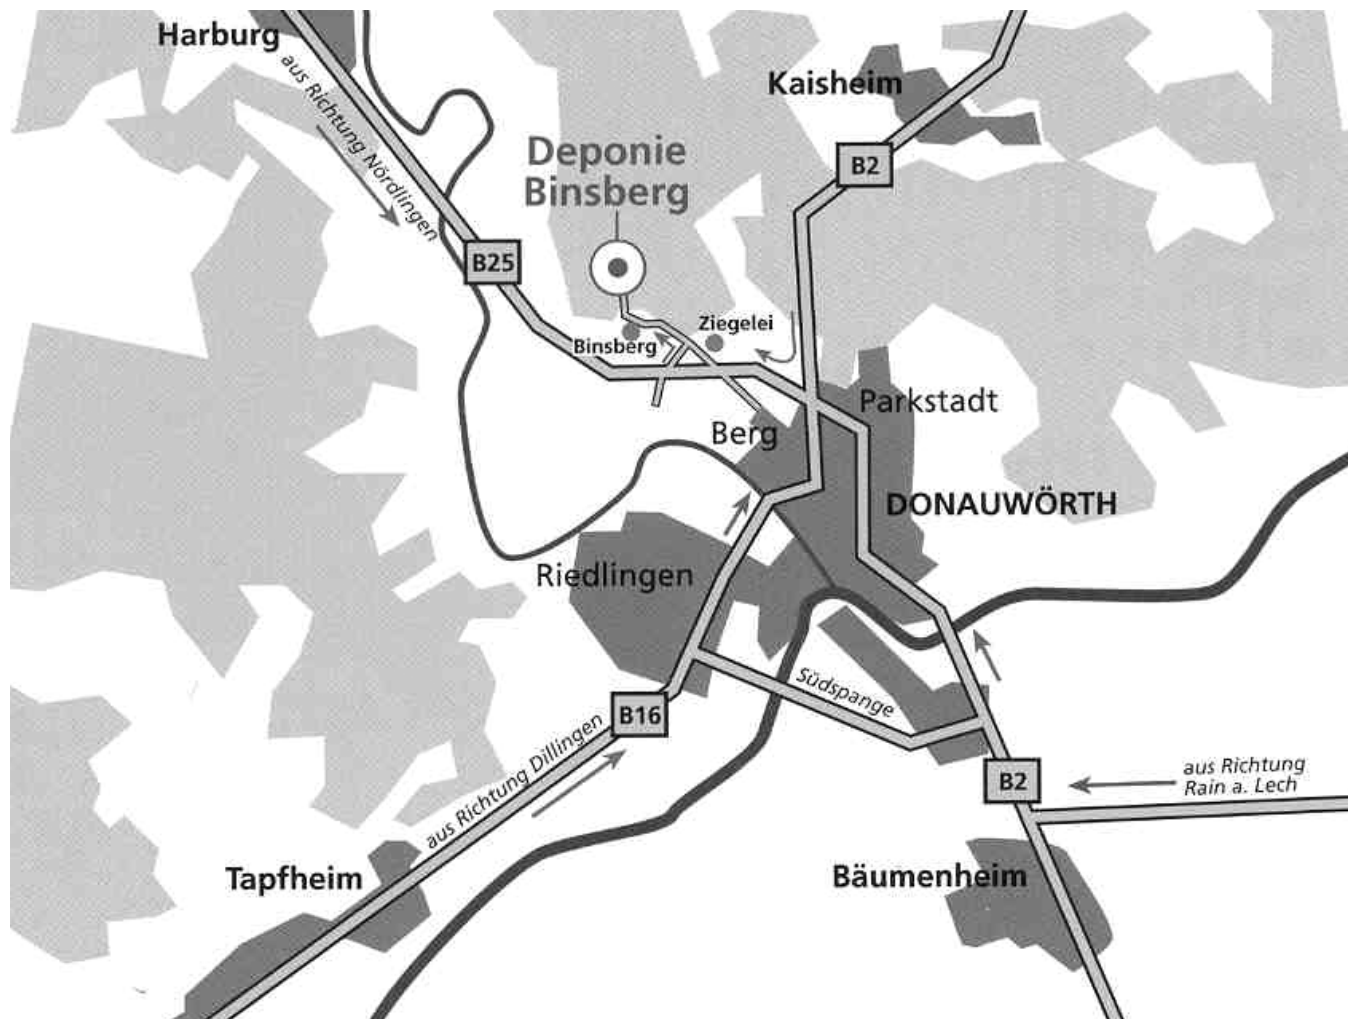 Harburg
aus Richtung Nördlingen
Kaisheim
Deponie
Binsberg
B2
B25
Ziegelei
Binsberg
Parkstadt
Berg
DONAUWÖRTH
Riedlingen
Südspange
B16
aus Richtung Dillingen
B2
aus Richtung
Rain a. Lech
Tapfheim
Bäumenheim